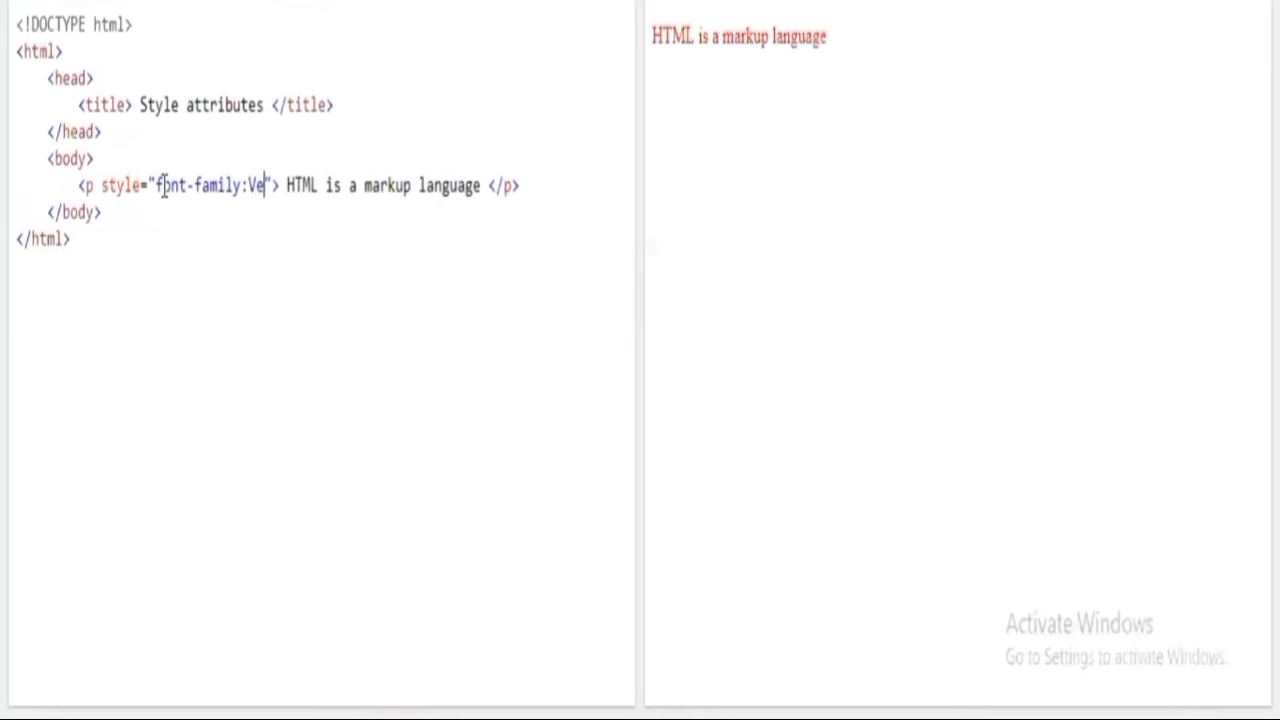 <!DOCTYPE html>
<html>
<head>
<title> Style attributes </title>
</head>
<body>
<p style="font-family:Ve"> HTML is a markup language </p>
</body>
</html>
HTML is a markup language
Activate Windows
Go to Settings to activate Windows.